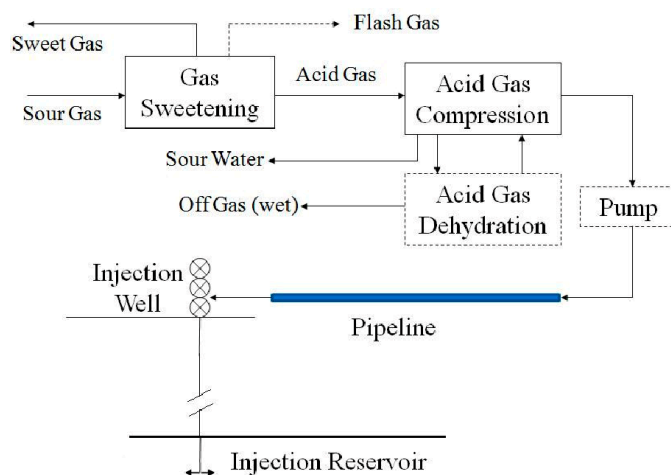 Flash Gas
Sweet Gas
Gas
Sweetening
Acid Gas
Acid Gas
Compression
Sour Gas
Sour Water
Off Gas (wet)
Acid Gas
Dehydration
Pump
Injection
Well
Pipeline
Injection Reservoir